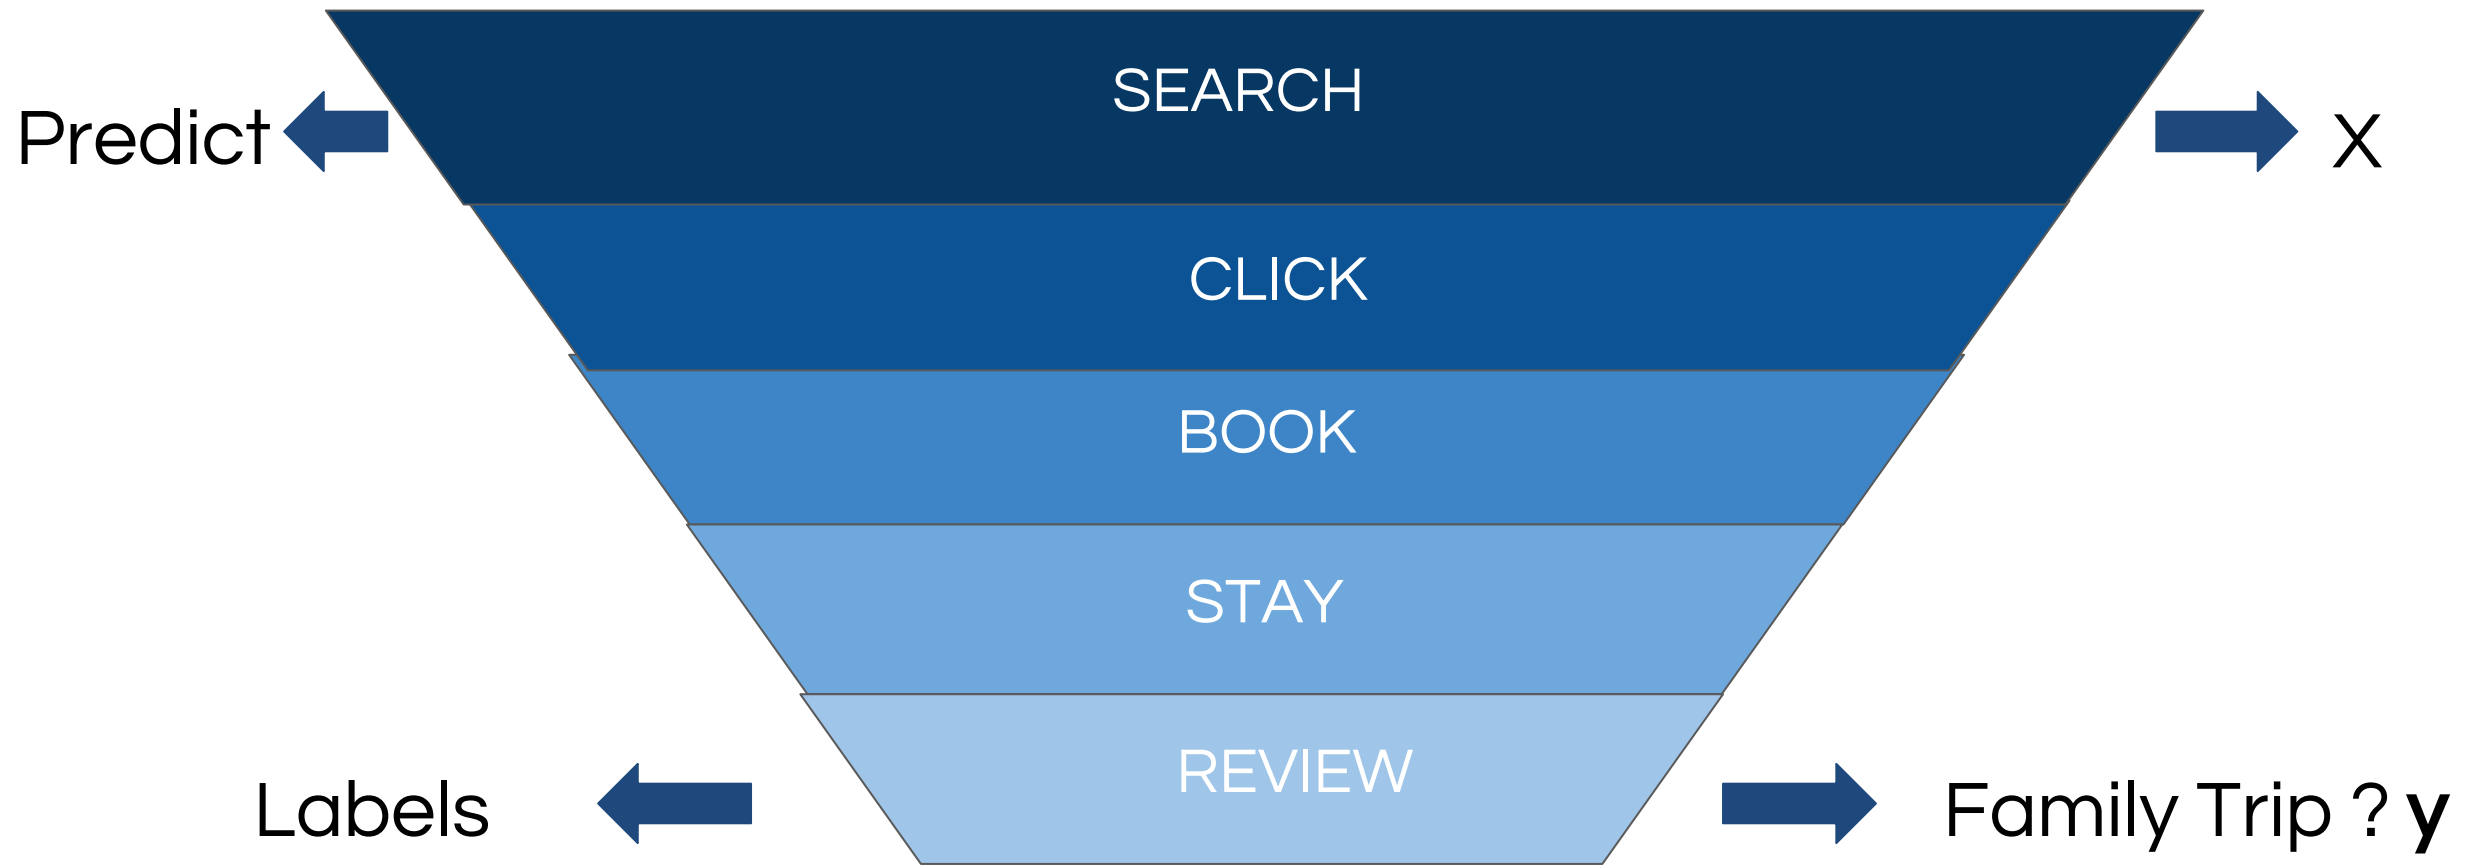 SEARCH
Predict
X
CLICK
BOOK
STAY
REVIEW
Labels
Family Trip ? y